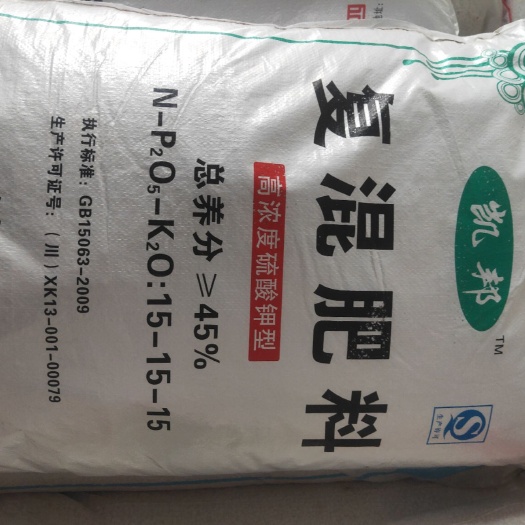 凯邦
TM
复混肥料
高浓度硫酸钾型
总养分≥45%
N-P₂O₅-K₂O:15-15-15
执行标准：GB15063-2009
生产许可证号：（川）XK13-001-00079